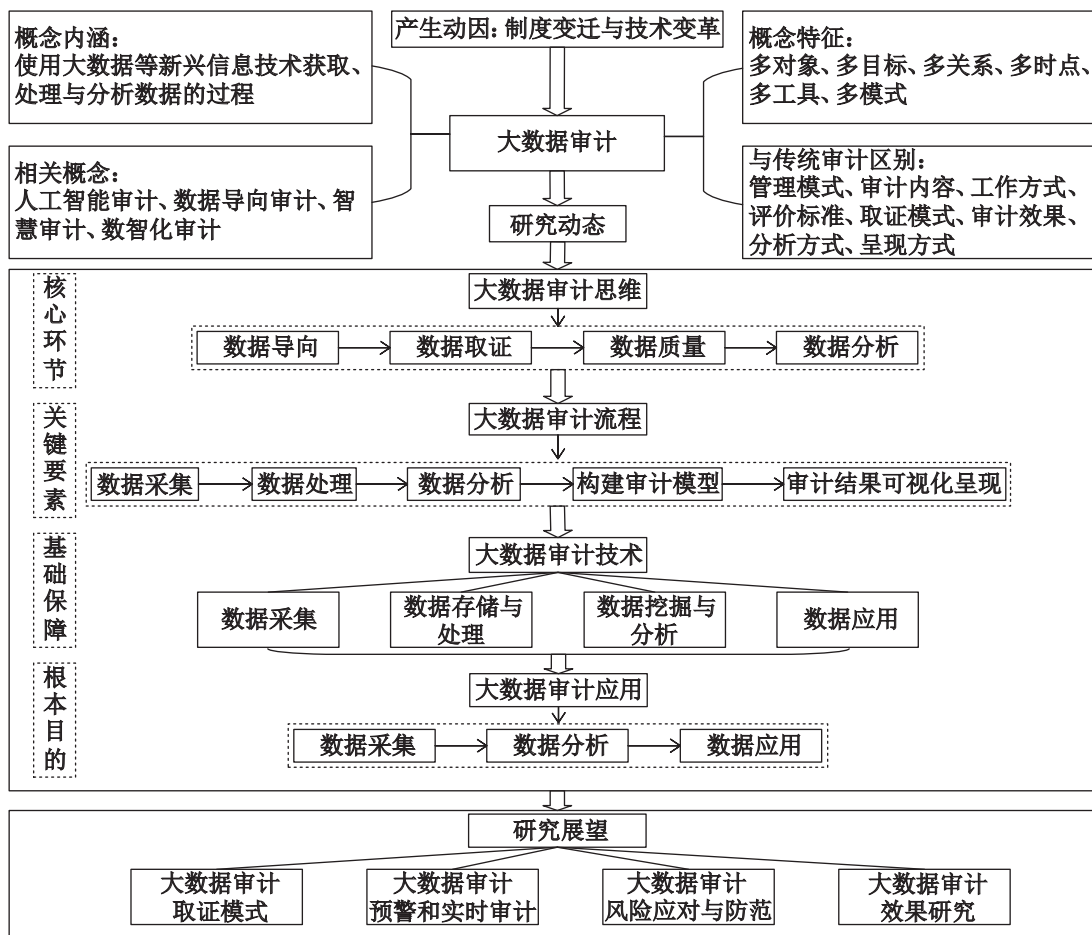 产生动因：制度变迁与技术变革
概念内涵：
使用大数据等新兴信息技术获取、
处理与分析数据的过程
概念特征：
多对象、多目标、多关系、多时点、
多工具、多模式
大数据审计
相关概念：
人工智能审计、数据导向审计、智
慧审计、数智化审计
与传统审计区别：
管理模式、审计内容、工作方式、
评价标准、取证模式、审计效果、
分析方式、呈现方式
研究动态
核心环节
大数据审计思维
数据导向
数据取证
数据质量
数据分析
关键要素
大数据审计流程
数据采集
数据处理
数据分析
构建审计模型
审计结果可视化呈现
基础保障
大数据审计技术
数据采集
数据存储与
处理
数据挖掘与
分析
数据应用
根本目的
大数据审计应用
数据采集
数据分析
数据应用
研究展望
大数据审计
取证模式
大数据审计
预警和实时审计
大数据审计
风险应对与防范
大数据审计
效果研究